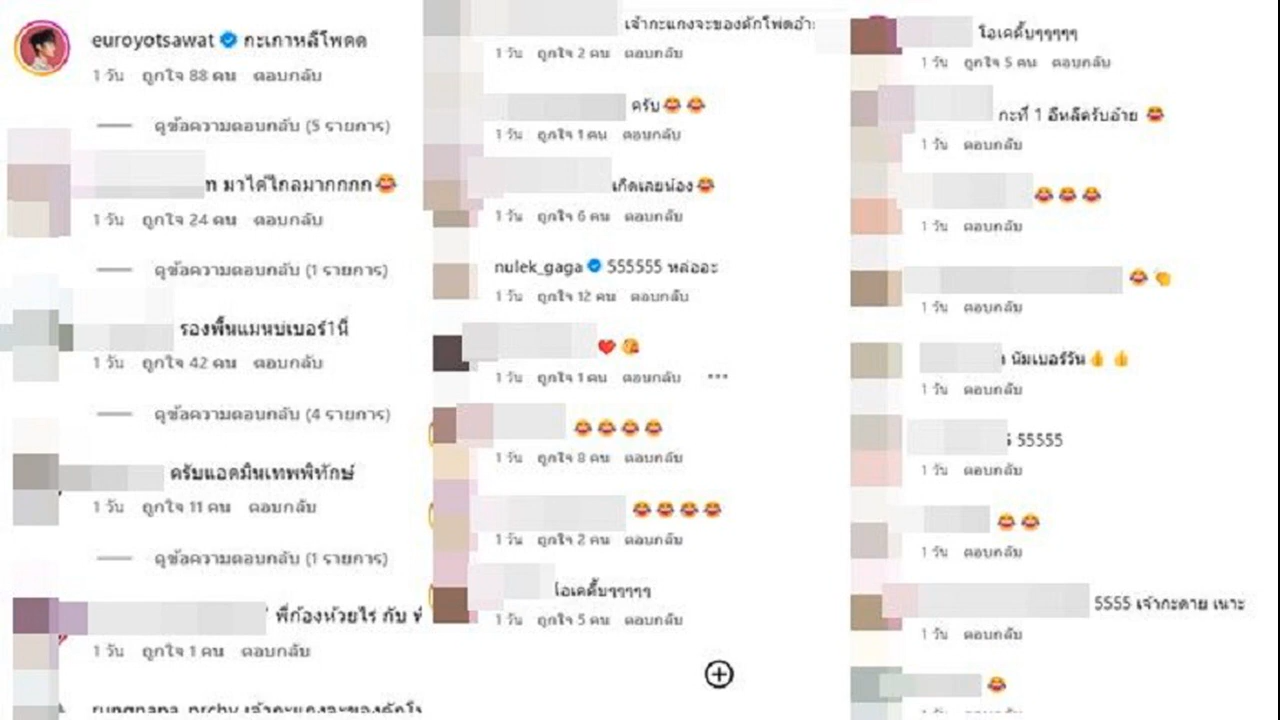 euroyotsawat กะเกาหลีโพดด
1 วัน ถูกใจ 88 คน ตอบกลับ
ดูข้อความตอบกลับ (5 รายการ)
มาได้ไกลมากกกก😂
1 วัน ถูกใจ 24 คน ตอบกลับ
ดูข้อความตอบกลับ (1 รายการ)
รองพื้นแมนบ่เบอร์1นี่
1 วัน ถูกใจ 42 คน ตอบกลับ
ดูข้อความตอบกลับ (4 รายการ)
ครับแอดมินเทพพิทักษ์
1 วัน ถูกใจ 11 คน ตอบกลับ
ดูข้อความตอบกลับ (1 รายการ)
พี่ก้องห้วยไร กับ
1 วัน ถูกใจ 1 คน ตอบกลับ
เจ้ากะแกงจะของดักโพดอ้า
1 วัน ถูกใจ 2 คน ตอบกลับ
ครับ😂😂
1 วัน ถูกใจ 1 คน ตอบกลับ
เกิดเลยน้อง😂
1 วัน ถูกใจ 6 คน ตอบกลับ
nulek_gaga 555555 หล่ออะ
1 วัน ถูกใจ 12 คน ตอบกลับ
❤️😘
1 วัน ถูกใจ 1 คน ตอบกลับ •••
😂😂😂😂
1 วัน ถูกใจ 8 คน ตอบกลับ
😂😂😂😂
1 วัน ถูกใจ 2 คน ตอบกลับ
โอเคดิ๊บๆๆๆๆๆ
1 วัน ถูกใจ 5 คน ตอบกลับ
โอเคดิ๊บๆๆๆๆๆ
1 วัน ถูกใจ 5 คน ตอบกลับ
กะที่ 1 อีหลีครับอ้าย 😂
1 วัน ตอบกลับ
😂😂😂
1 วัน ตอบกลับ
😂👏
1 วัน ตอบกลับ
นัมเบอร์วัน👍👍
1 วัน ตอบกลับ
55555
1 วัน ตอบกลับ
😂😂
1 วัน ตอบกลับ
5555 เจ้ากะดาย เนาะ
1 วัน ตอบกลับ
😂